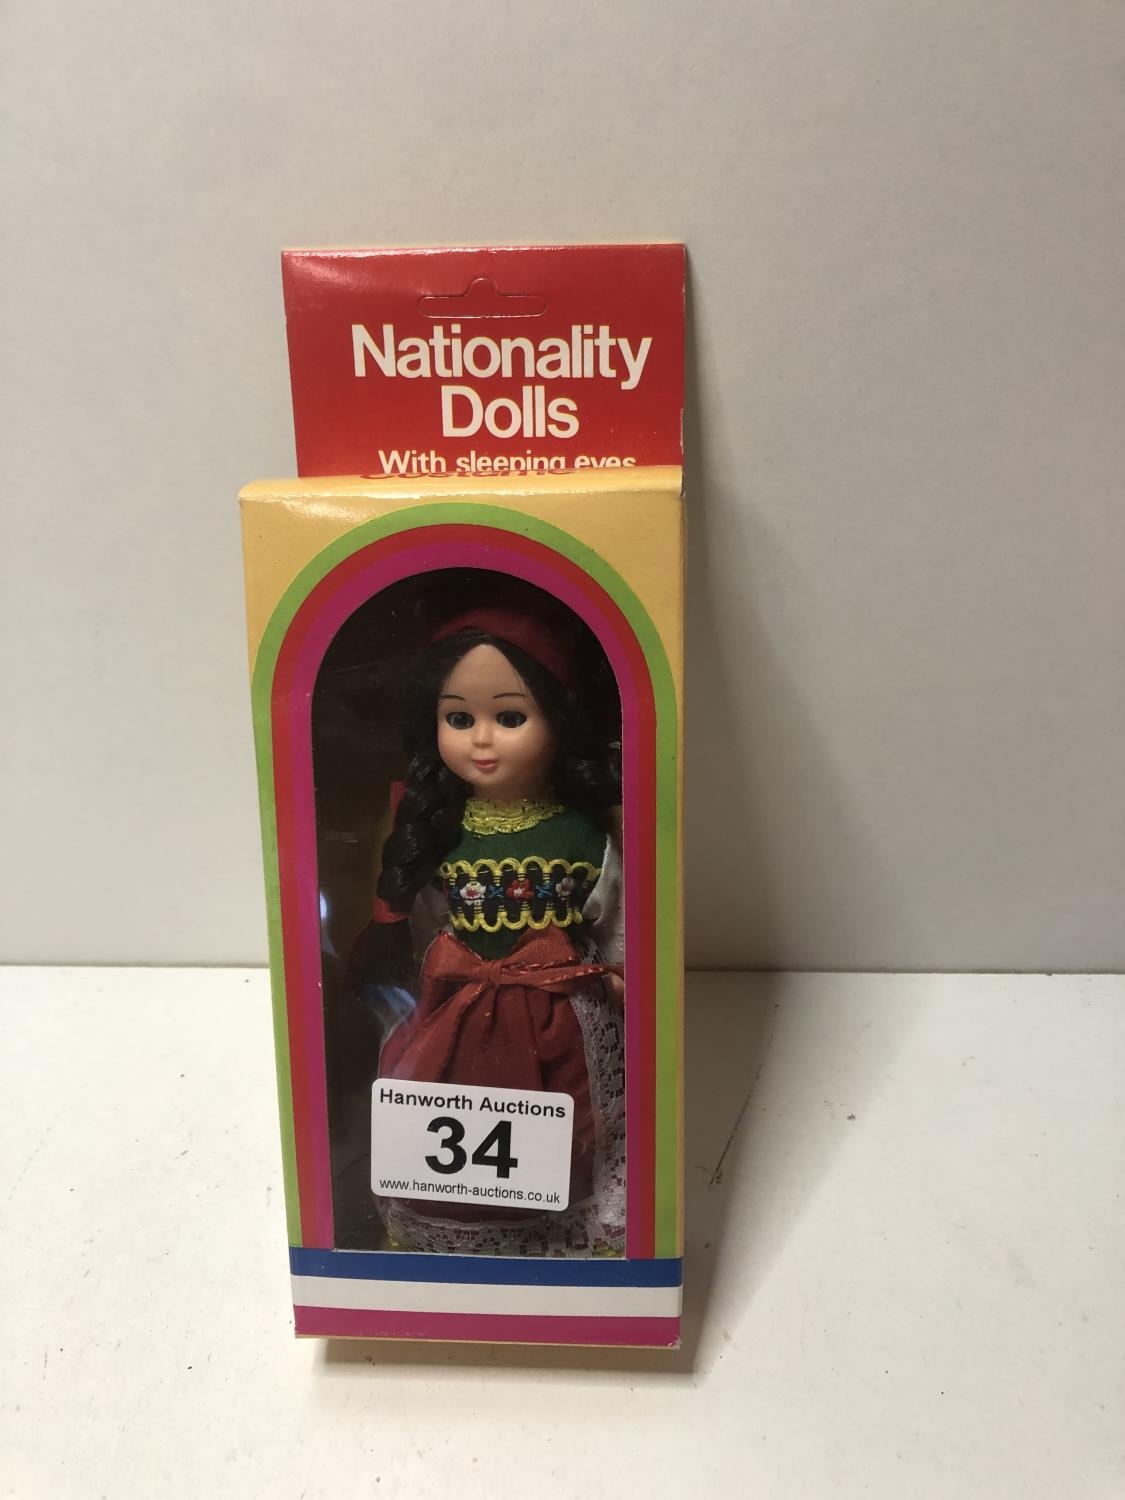 Nationality
Dolls
With sleeping eyes
Hanworth Auctions
34
www.hanworth-auctions.co.uk